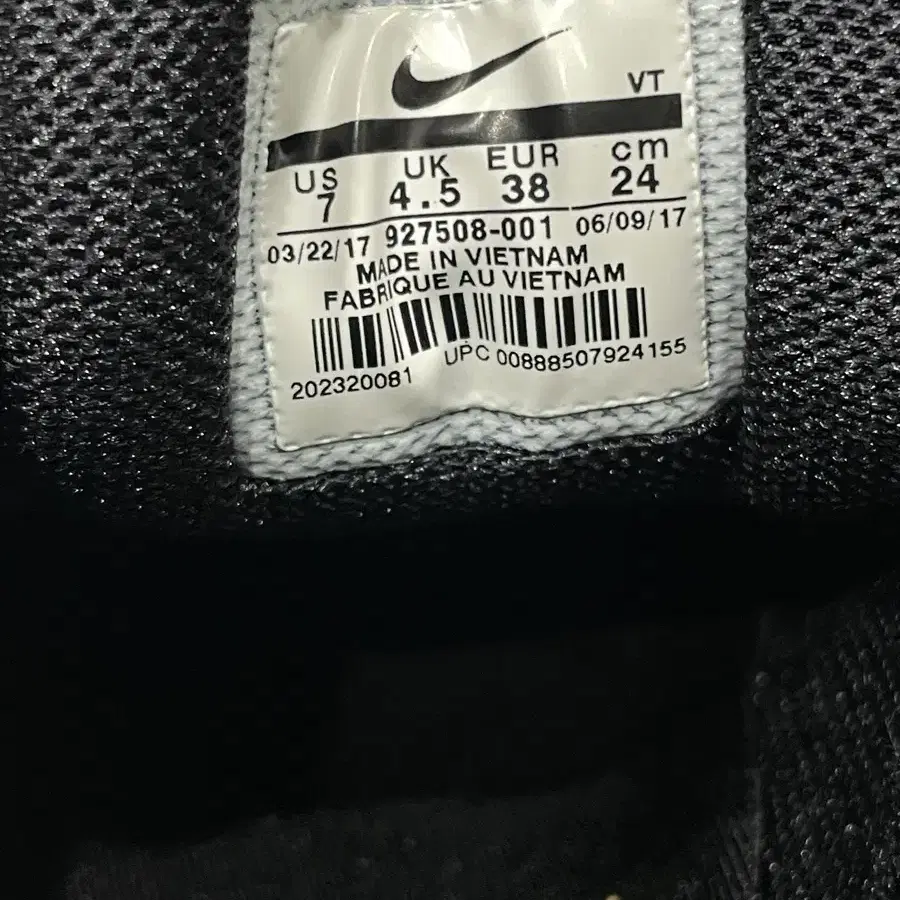 VT
US UK EUR cm
7 4.5 38 24
03/22/17 927508-001 06/09/17
MADE IN VIETNAM
FABRIQUE AU VIETNAM
202320081 UPC 00888507924155